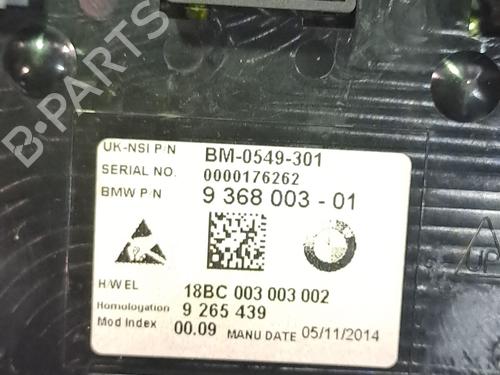 B-PARTS
UK-NSI P/N BM-0549-301
SERIAL NO. 0000176262
BMW P/N 9 368 003 - 01
H/W EL 18BC 003 003 002
Homologation 9 265 439
Mod Index 00.09 MANU DATE 05/11/2014
UP